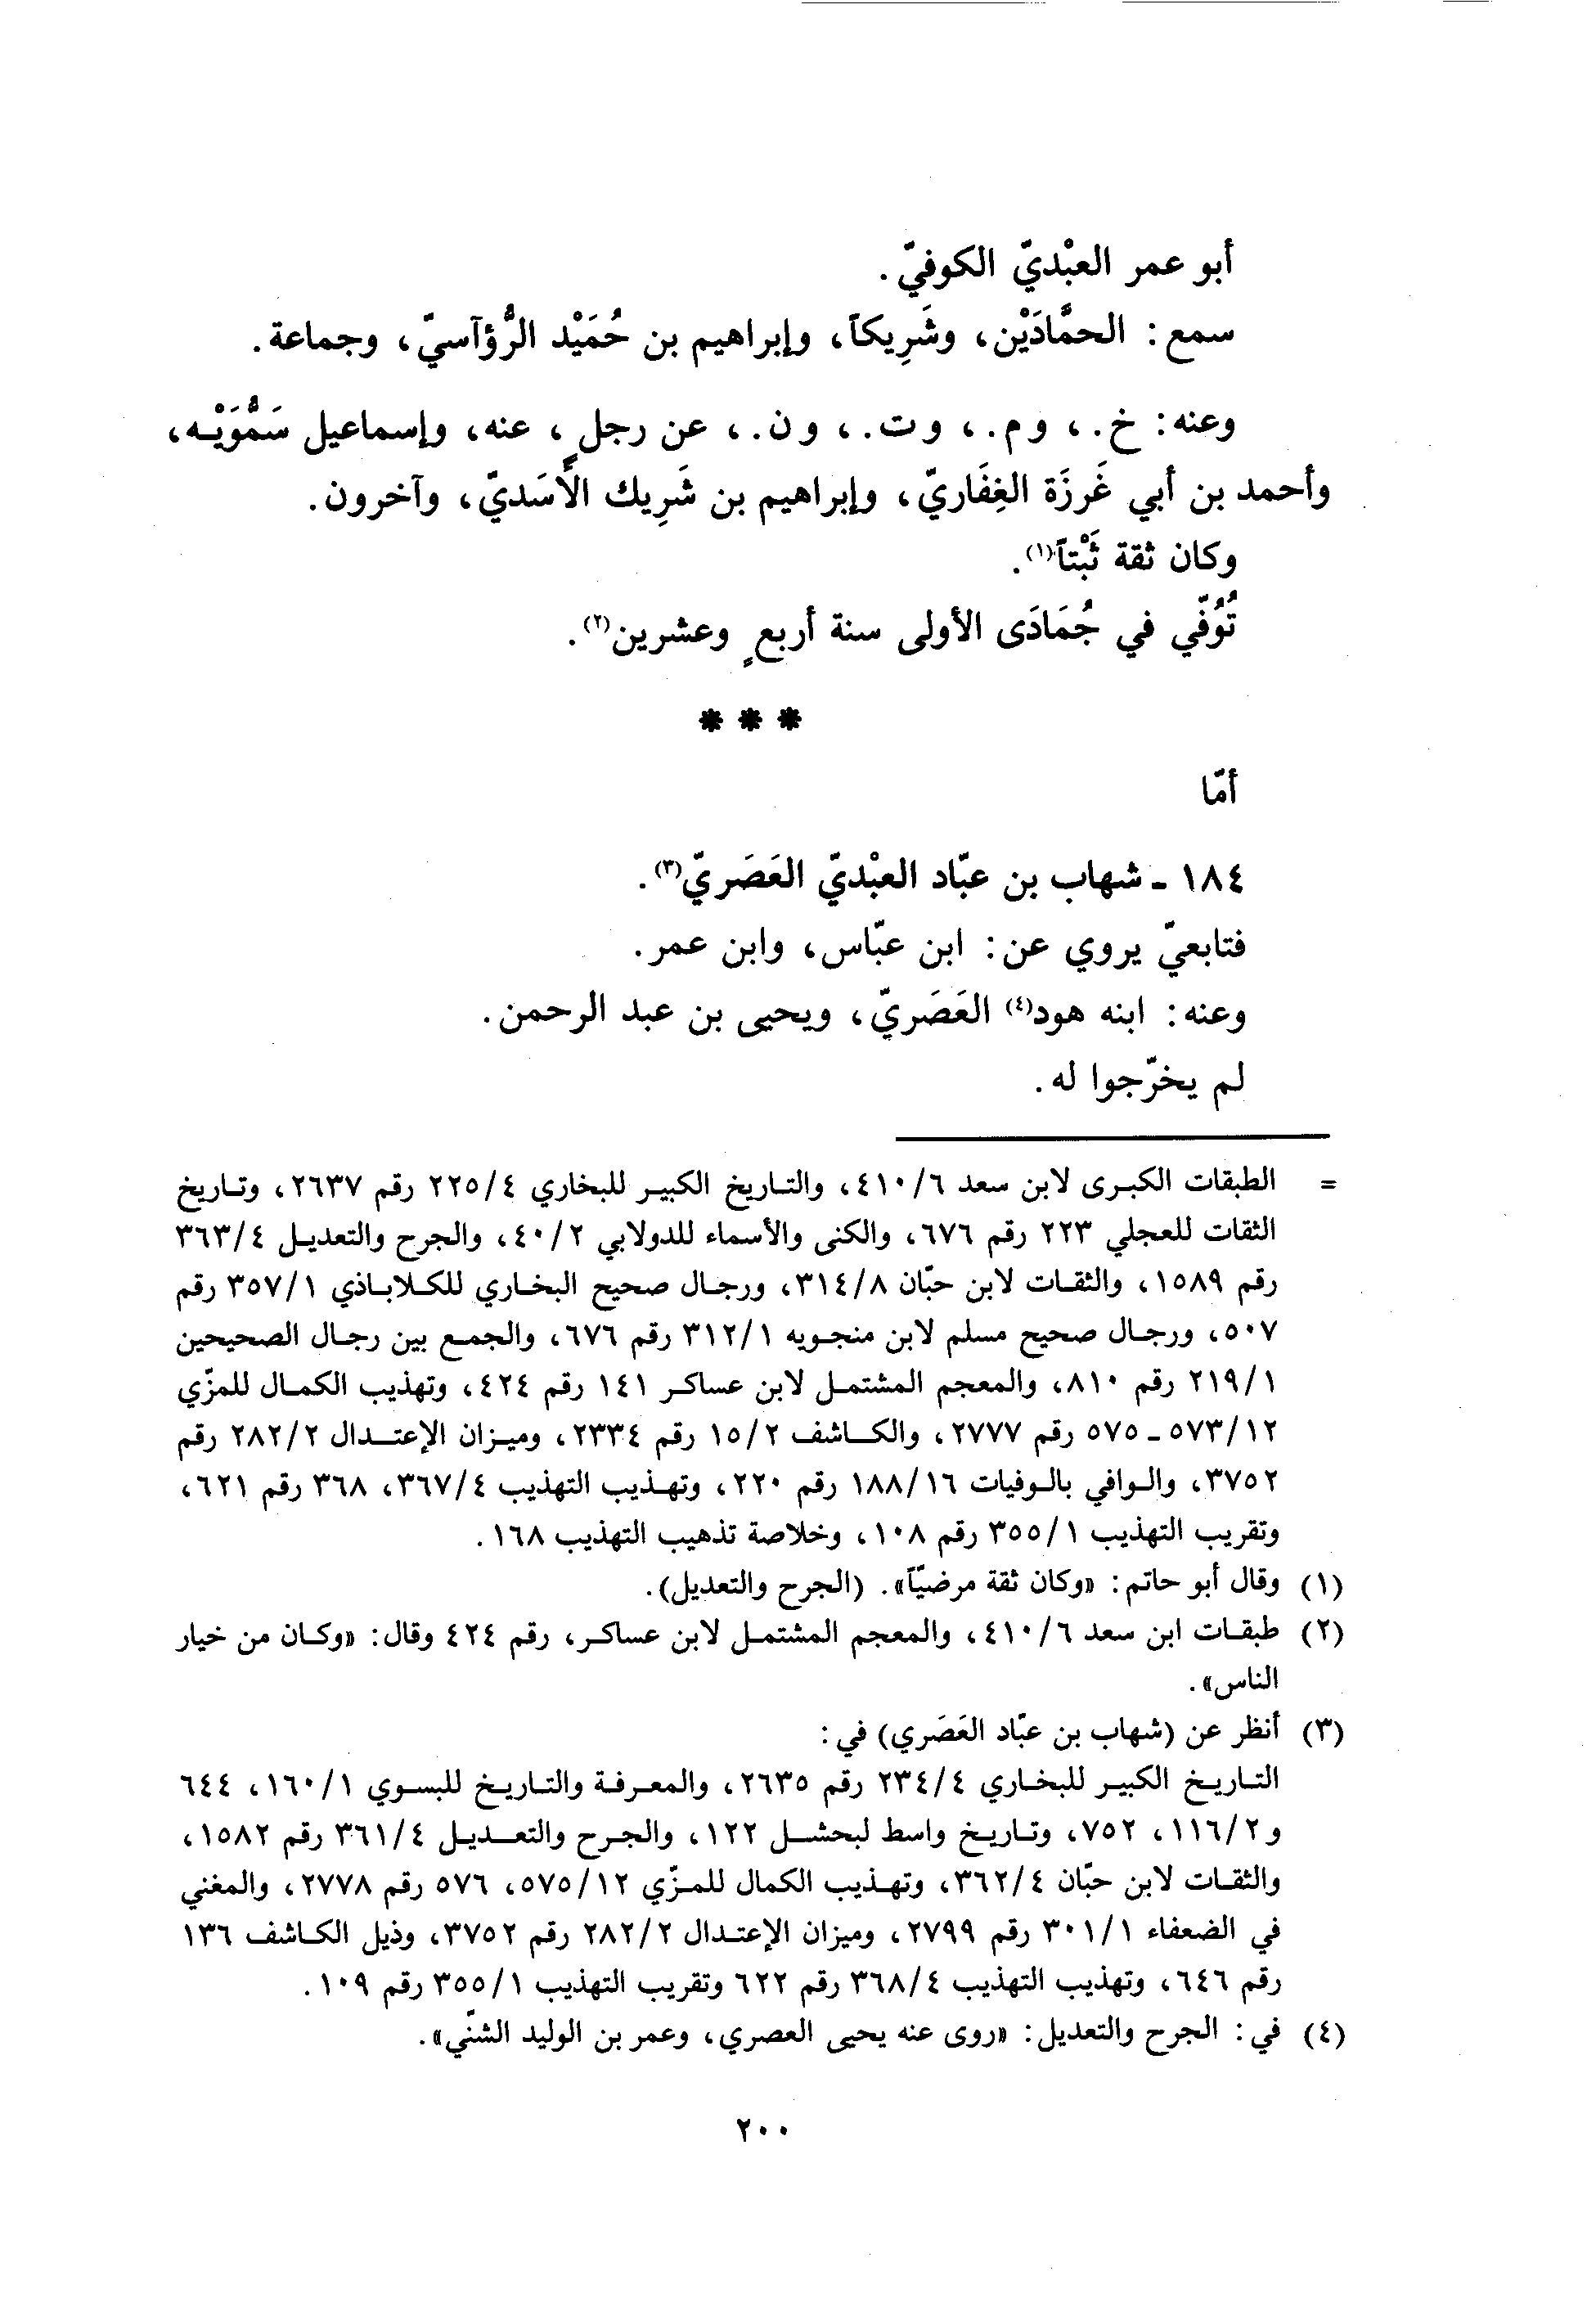 أبو عمر العبْديّ الكوفيّ.
سمع: الحمَّادَيْن، وشَرِيكاً، وإبراهيم بن حُمَيْد الرُّؤآسيّ، وجماعة.
وعنه: خ.، وم.، وت.، ون.، عن رجلٍ، عنه، وإسماعيل سَمُّوَيْـه،
وأحمد بن أبي غَرزَة الغِفَاريّ، وإبراهيم بن شَرِيك الأَسَديّ، وآخرون.
وكان ثقة ثَبْتاً(١).
تُوُفّي في جُمَادَى الأولى سنة أربعٍ وعشرين(٢).
* * *
أمّا
١٨٤ - شهاب بن عبّاد العبْديّ العَصَريّ(٣).
فتابعيّ يروي عن: ابن عبّاس، وابن عمر.
وعنه: ابنه هود(٤) العَصَريّ، ويحيى بن عبد الرحمن.
لم يخرّجوا له.
= الطبقات الكبرى لابن سعد ٤١٠/٦، والتاريخ الكبير للبخاري ٢٢٥/٤ رقم ٢٦٣٧، وتاريخ
الثقات للعجلي ٢٢٣ رقم ٦٧٦، والكنى والأسماء للدولابي ٤٠/٢، والجرح والتعديل ٣٦٣/٤
رقم ١٥٨٩، والثقات لابن حبّان ٣١٤/٨، ورجال صحيح البخاري للكلاباذي ٣٥٧/١ رقم
٥٠٧، ورجال صحيح مسلم لابن منجويه ٣١٢/١ رقم ٦٧٦، والجمع بين رجال الصحيحين
٢١٩/١ رقم ٨١٠، والمعجم المشتمل لابن عساكر ١٤١ رقم ٤٢٤، وتهذيب الكمال للمزّي
٥٧٣/١٢ - ٥٧٥ رقم ٢٧٧٧، والكاشف ١٥/٢ رقم ٢٣٣٤، وميزان الإعتدال ٢٨٢/٢ رقم
٣٧٥٢، والوافي بالوفيات ١٨٨/١٦ رقم ٢٢٠، وتهذيب التهذيب ٣٦٧/٤، ٣٦٨ رقم ٦٢١،
وتقريب التهذيب ٣٥٥/١ رقم ١٠٨، وخلاصة تذهيب التهذيب ١٦٨.
(١) وقال أبو حاتم: «وكان ثقة مرضيّاً». (الجرح والتعديل).
(٢) طبقات ابن سعد ٤١٠/٦، والمعجم المشتمل لابن عساكر، رقم ٤٢٤ وقال: «وكان من خيار
الناس».
(٣) أنظر عن (شهاب بن عبّاد العَصَري) في:
التاريخ الكبير للبخاري ٢٣٤/٤ رقم ٢٦٣٥، والمعرفة والتاريخ للبسوي ١٦٠/١، ٦٤٤
و١١٦/٢، ٧٥٢، وتاريخ واسط لبحشل ١٢٢، والجرح والتعديل ٣٦١/٤ رقم ١٥٨٢،
والثقات لابن حبّان ٣٦٢/٤، وتهذيب الكمال للمزّي ٥٧٥/١٢، ٥٧٦ رقم ٢٧٧٨، والمغني
في الضعفاء ٣٠١/١ رقم ٢٧٩٩، وميزان الإعتدال ٢٨٢/٢ رقم ٣٧٥٢، وذيل الكاشف ١٣٦
رقم ٦٤٦، وتهذيب التهذيب ٣٦٨/٤ رقم ٦٢٢ وتقريب التهذيب ٣٥٥/١ رقم ١٠٩.
(٤) في: الجرح والتعديل: «روى عنه يحيى العصري، وعمر بن الوليد الشنّي».
٢٠٠